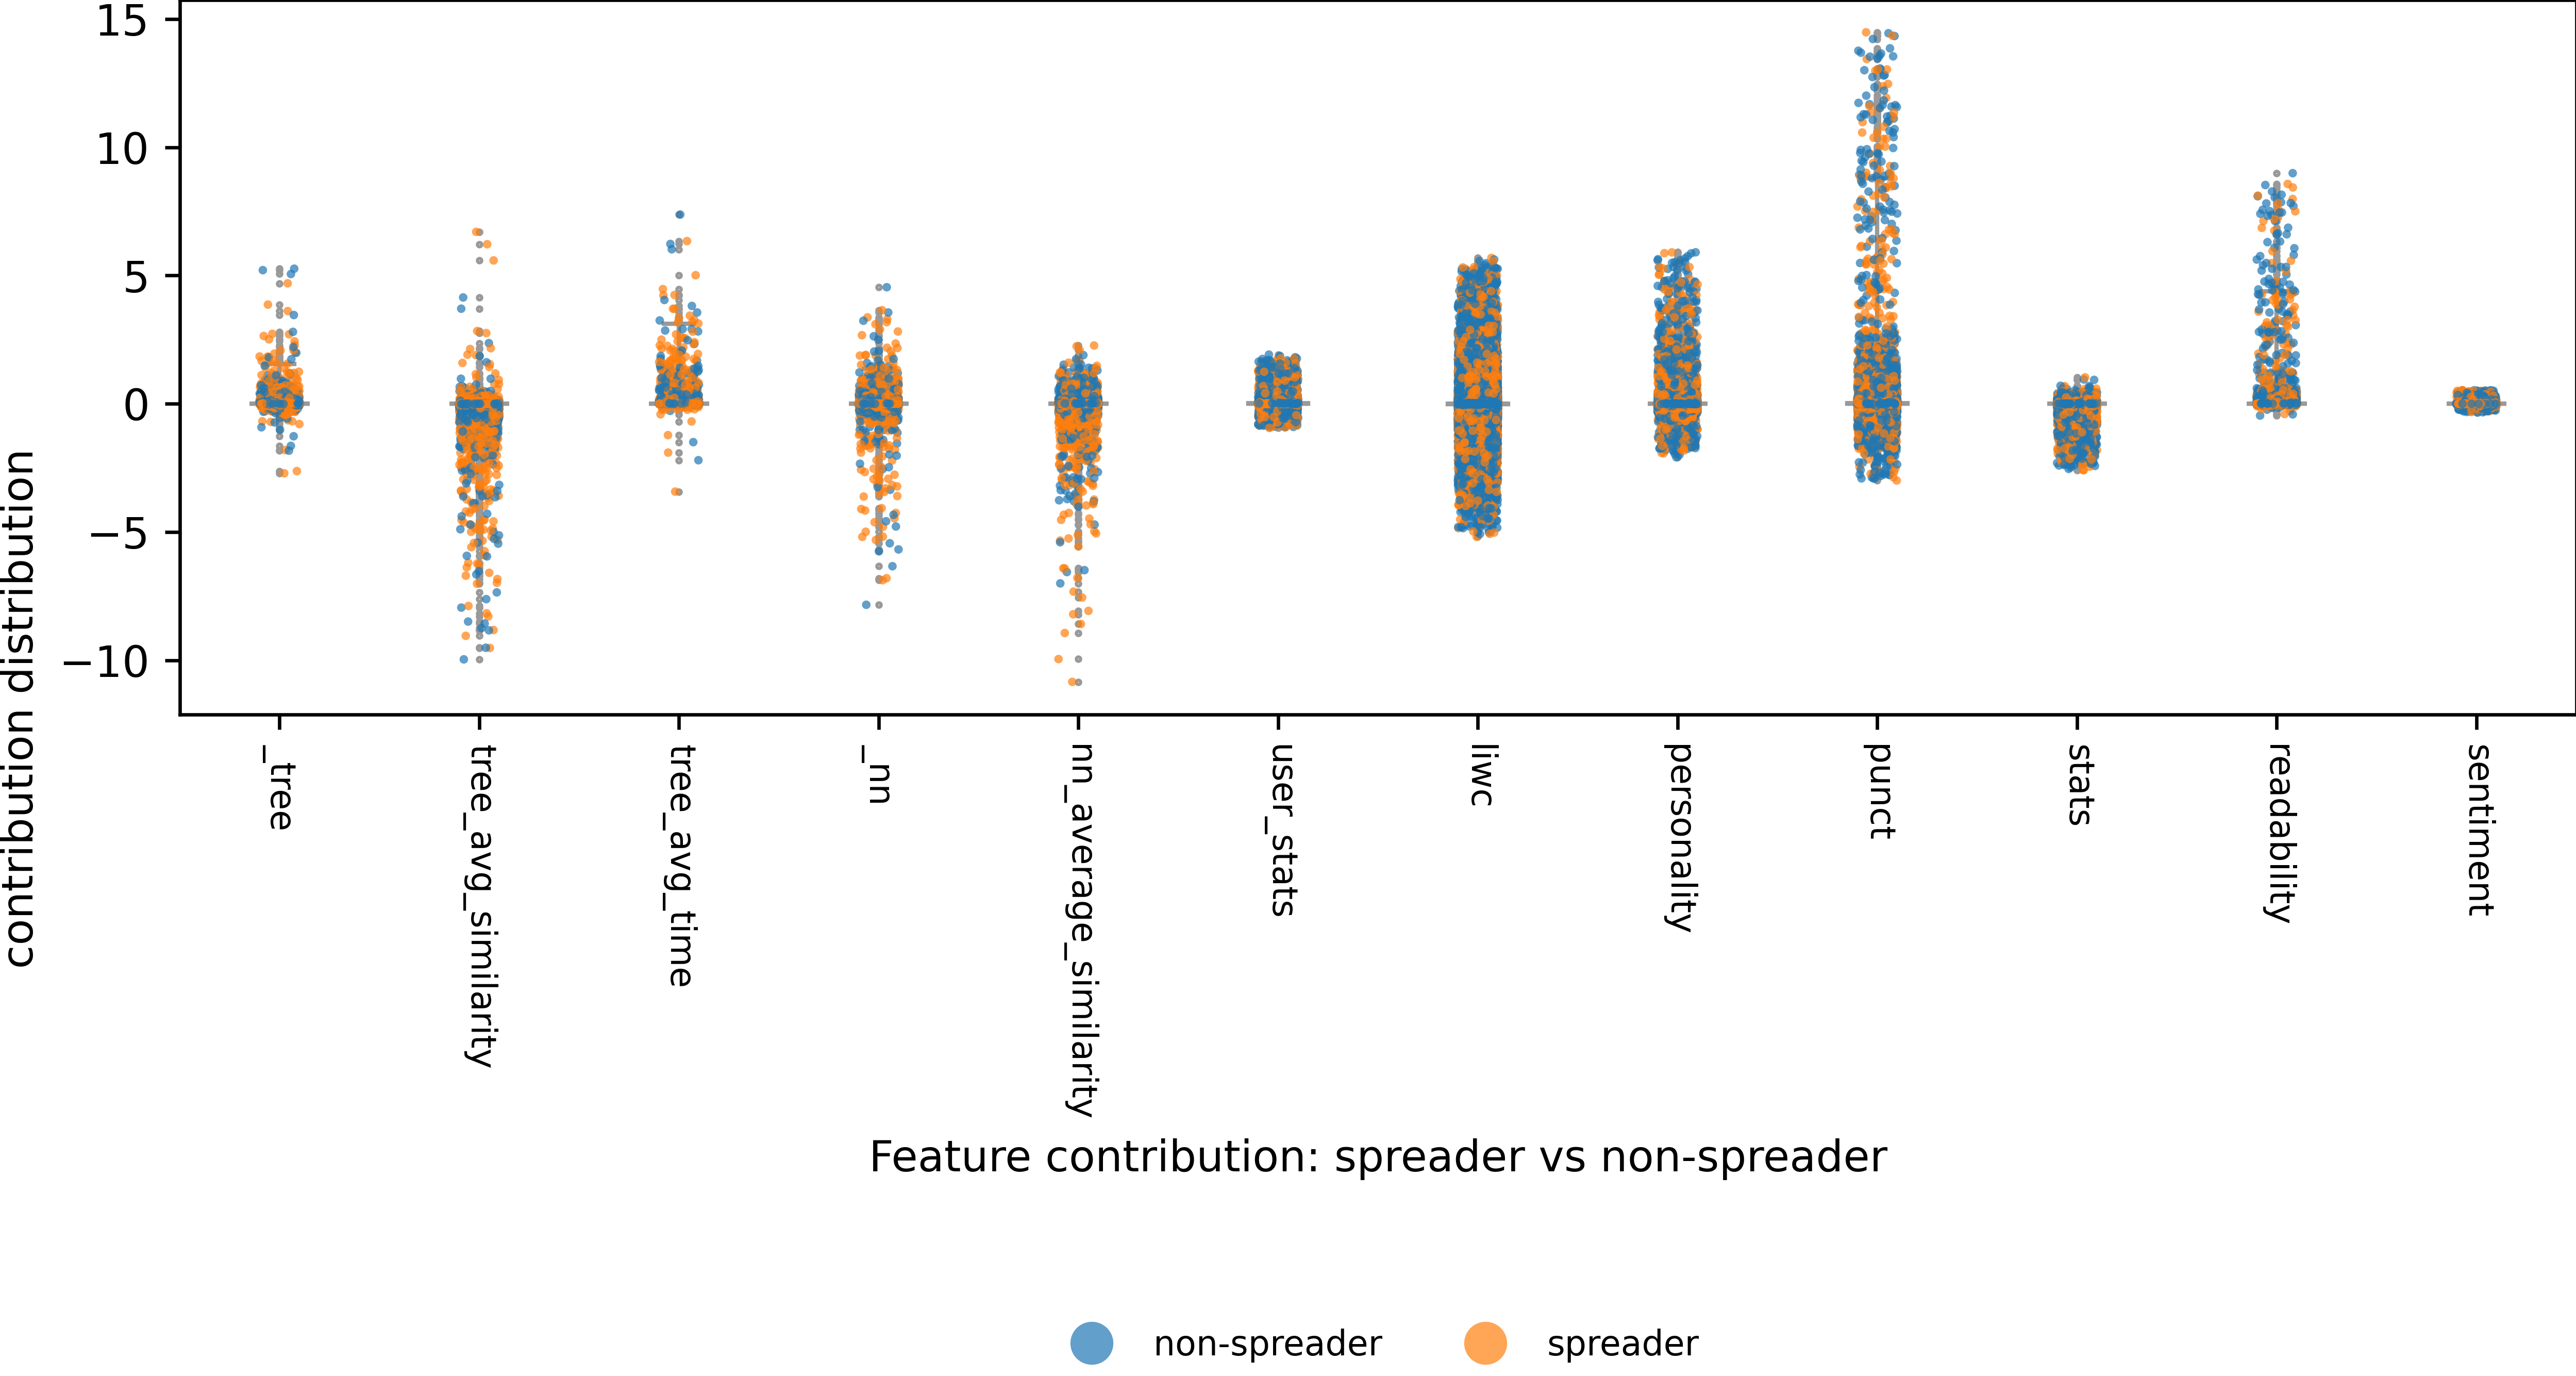 15
10
5
0
−5
−10
contribution distribution
_tree
tree_avg_similarity
tree_avg_time
_nn
nn_average_similarity
user_stats
liwc
personality
punct
stats
readability
sentiment
Feature contribution: spreader vs non-spreader
non-spreader
spreader